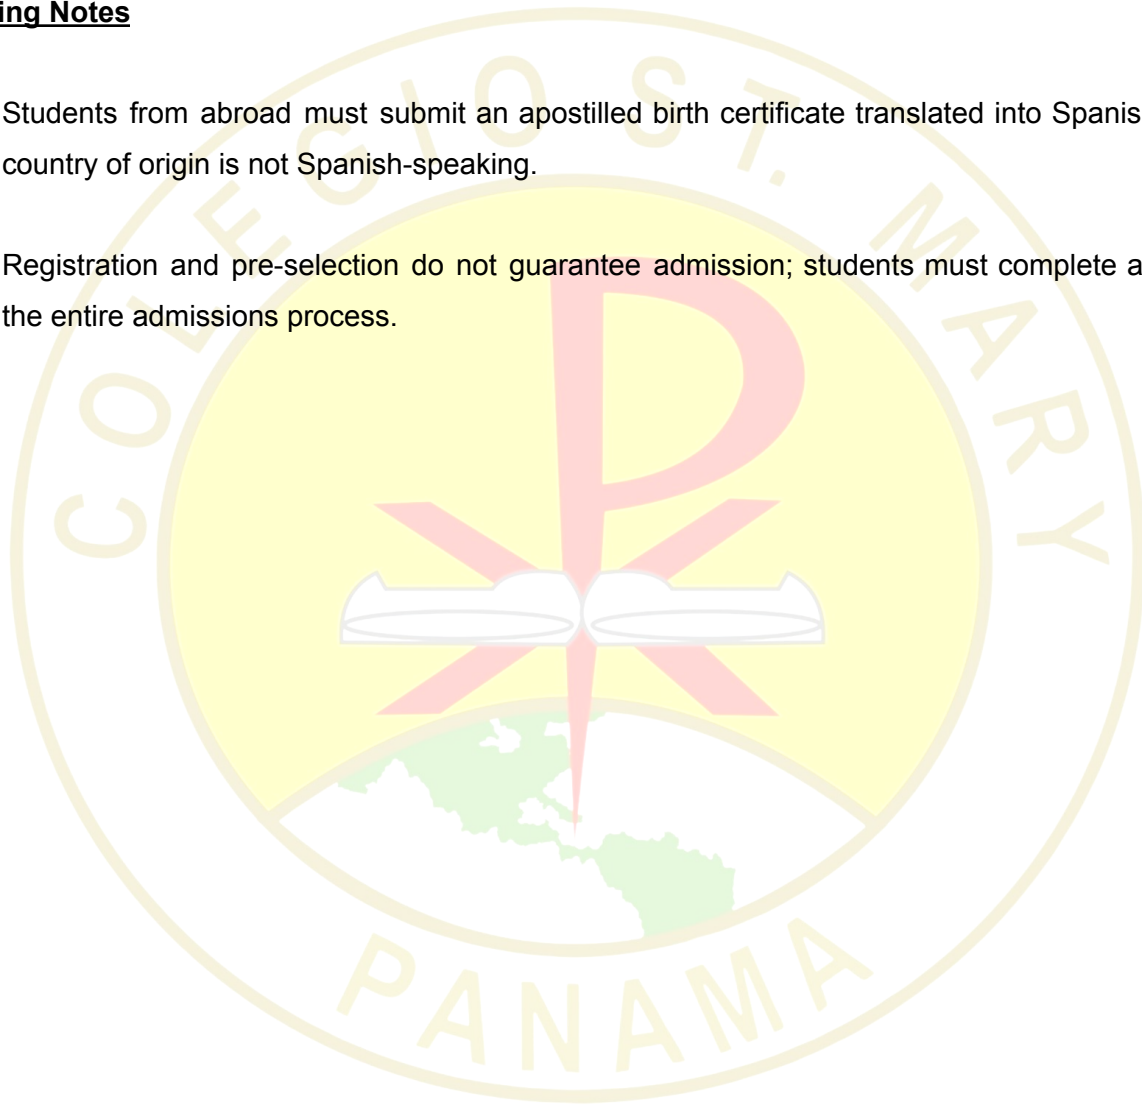 ing Notes
Students from abroad must submit an apostilled birth certificate translated into Spanis
country of origin is not Spanish-speaking.
Registration and pre-selection do not guarantee admission; students must complete a
the entire admissions process.
COLEGIO ST. MARY
PANAMA